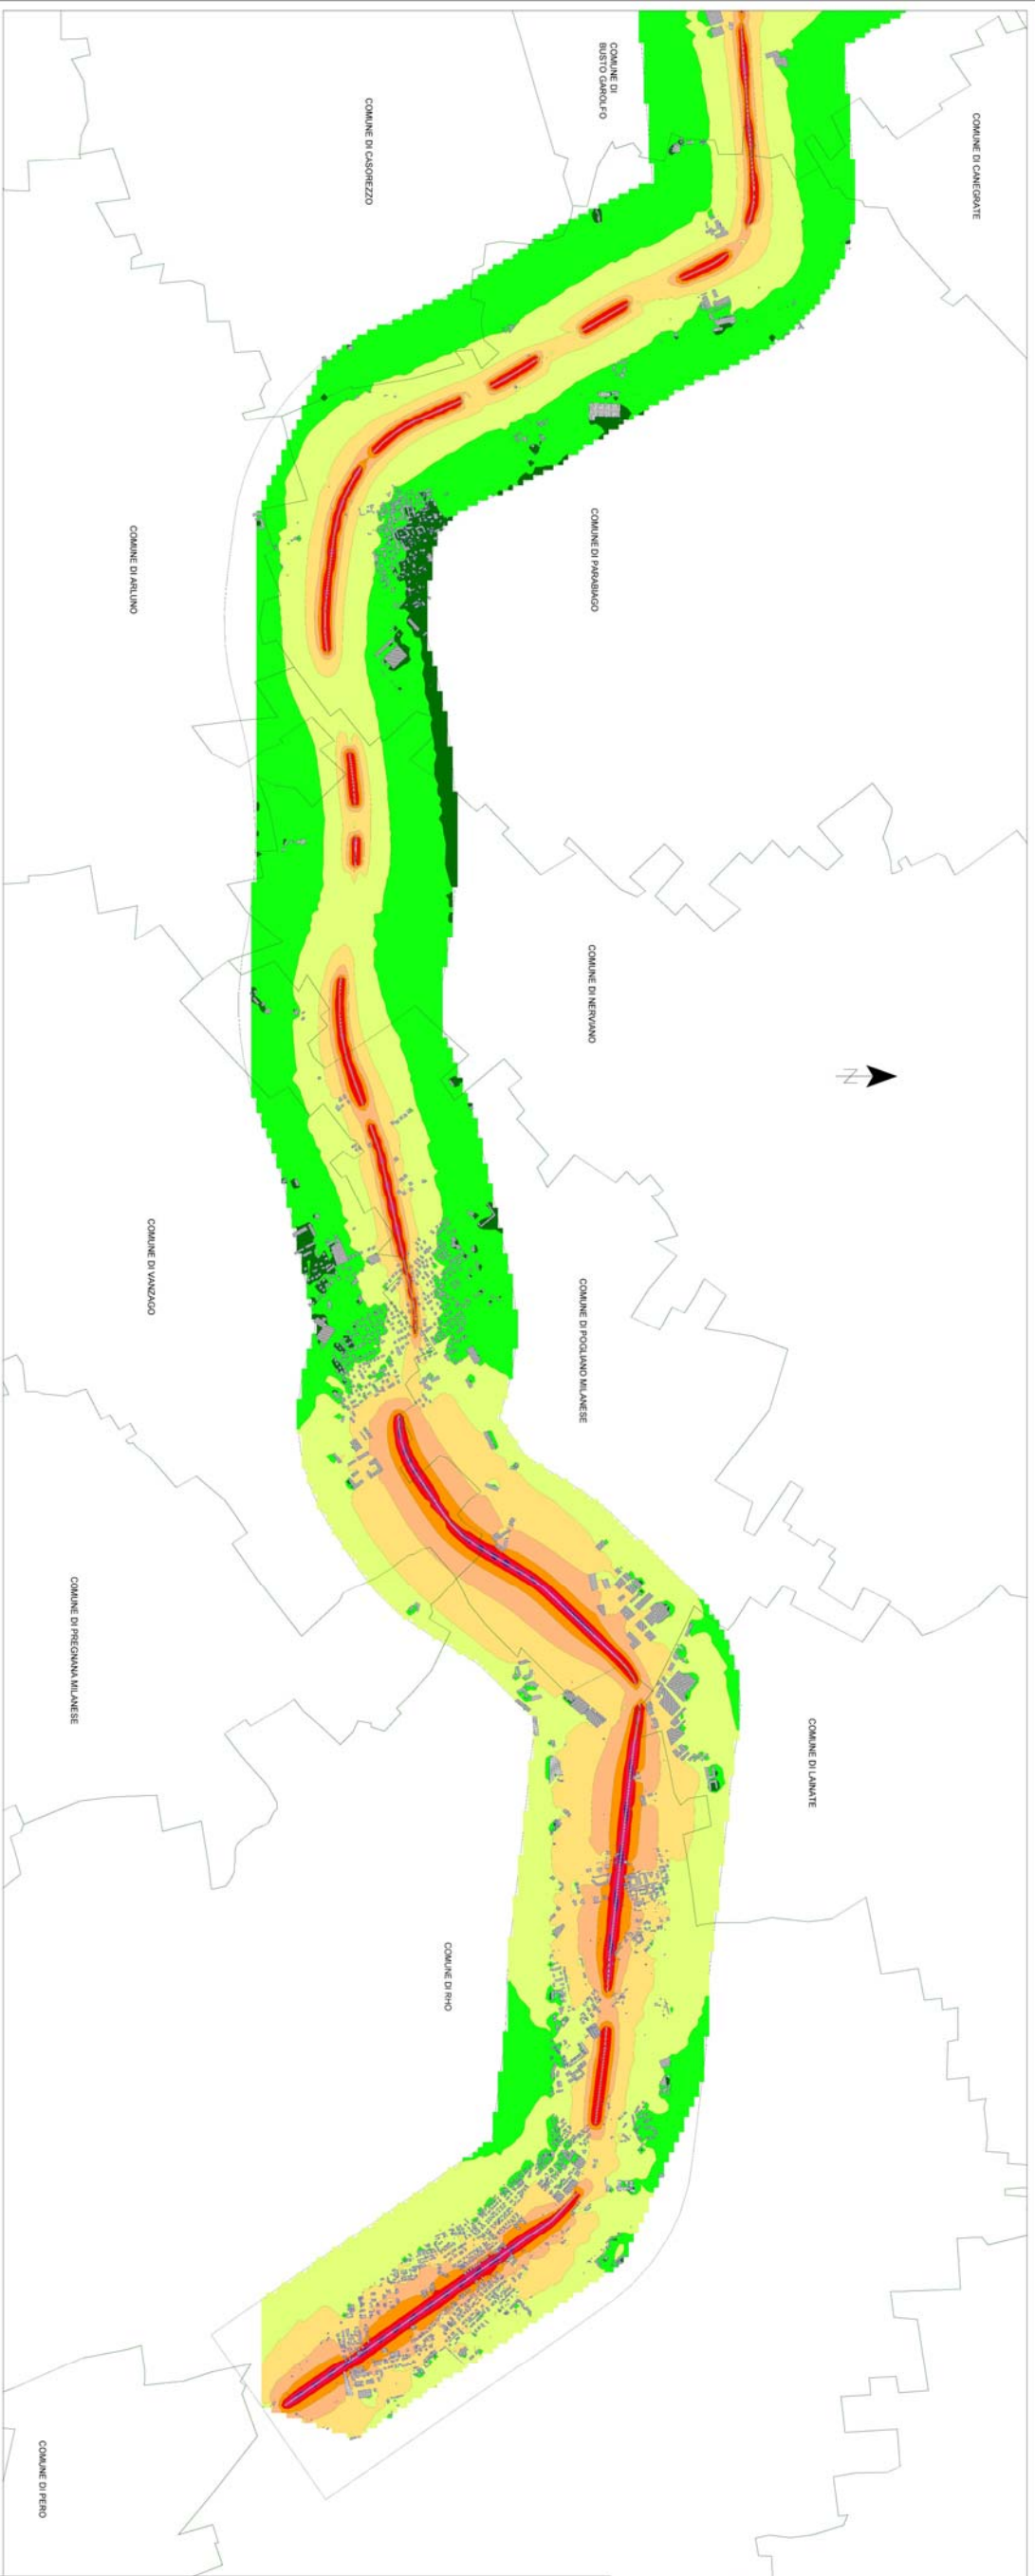 COMUNE DI
BUSTO GAROLFO
COMUNE DI CANEGRATE
COMUNE DI CASOREZZO
COMUNE DI PARABIAGO
COMUNE DI ARLUNO
COMUNE DI NERVIANO
N
COMUNE DI VANZAGO
COMUNE DI POGLIANO MILANESE
COMUNE DI PREGNANA MILANESE
COMUNE DI LAINATE
COMUNE DI RHO
COMUNE DI PERO